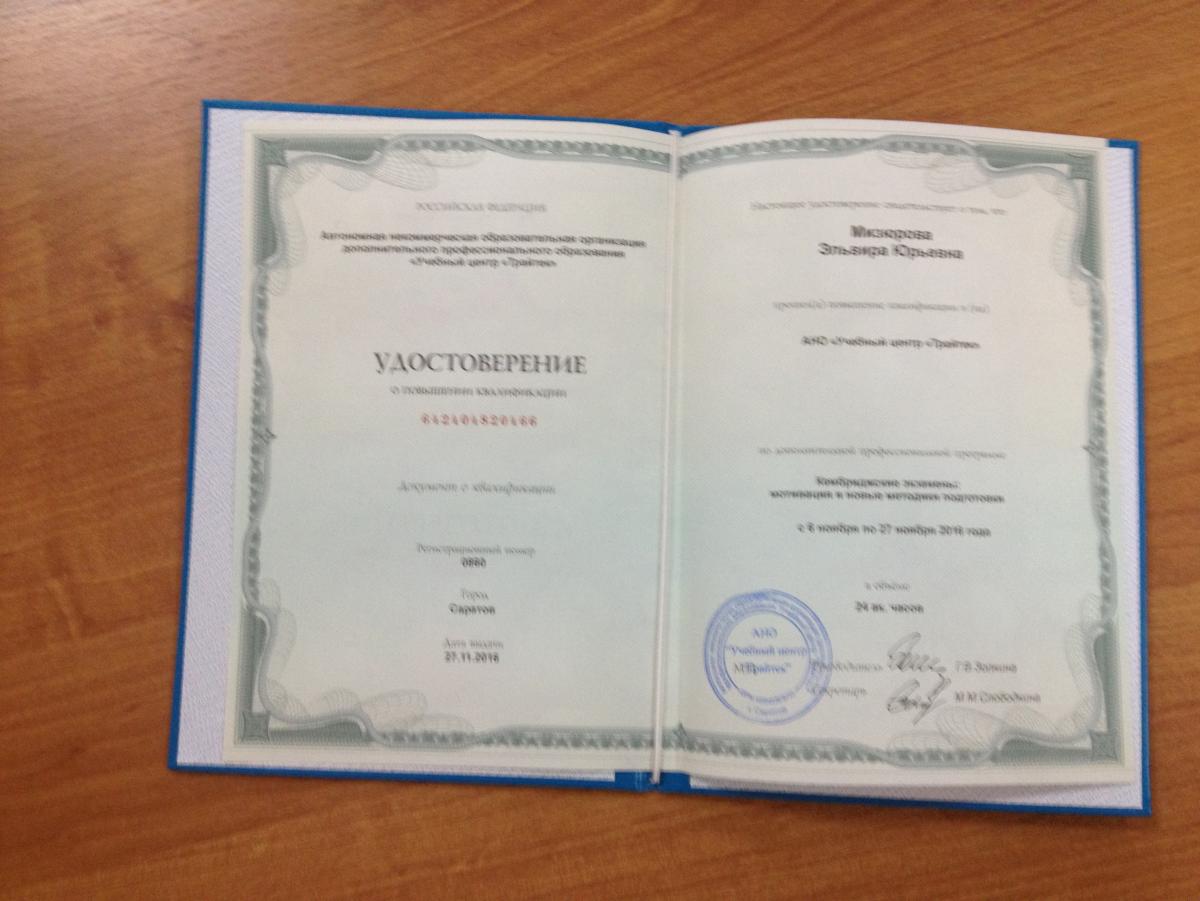 РОССИЙСКАЯ ФЕДЕРАЦИЯ
Автономная некоммерческая образовательная организация
дополнительного профессионального образования
«Учебный центр «Трайтек»
УДОСТОВЕРЕНИЕ
о повышении квалификации
642404820466
Документ о квалификации
Регистрационный номер
Город
Саратов
Дата выдачи
27.11.2016
Настоящее удостоверение свидетельствует о том, что
Мизюрова
Эльвира Юрьевна
прошел(а) повышение квалификации в (на)
АНО «Учебный центр «Трайтек»
по дополнительной профессиональной программе
Кембриджские экзамены:
мотивация и новые методики подготовки
с 6 ноября по 27 ноября 2016 года
в объёме
24 ак. часов
АНО
"Учебный центр
"Трайтек"
г. Саратов
М.П.
Руководитель
Секретарь
М.М.Слободкина